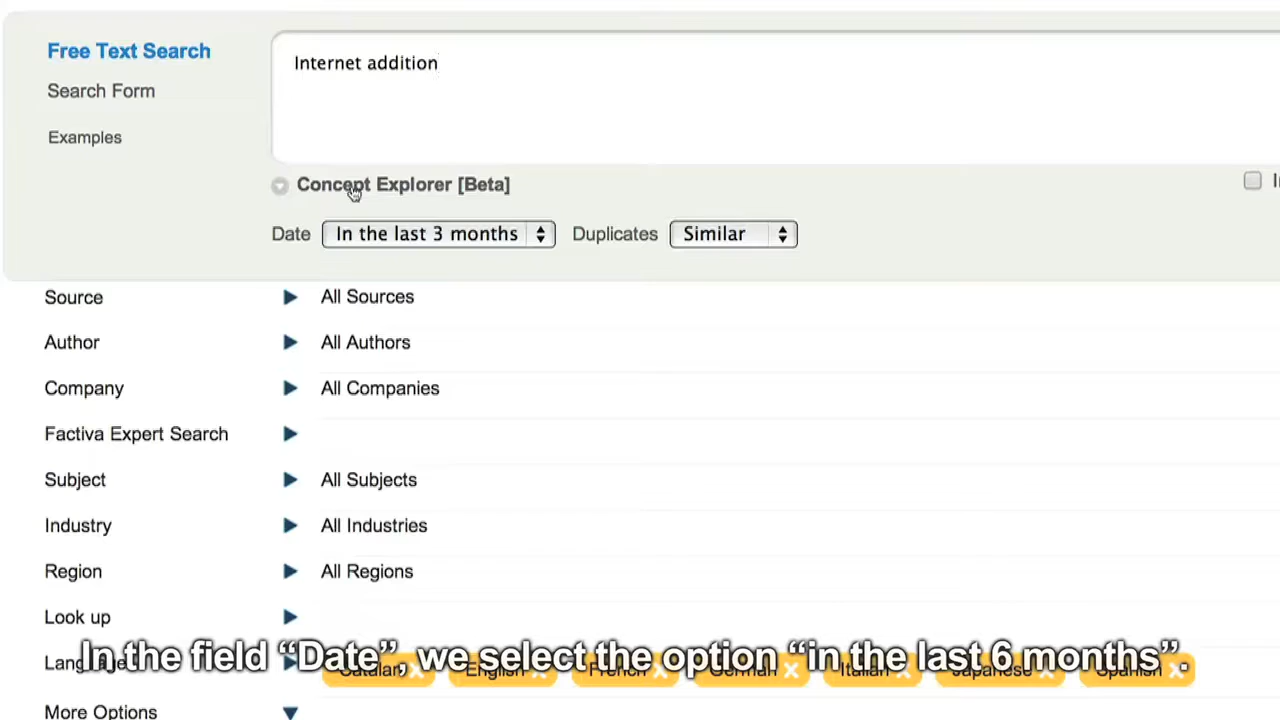 Free Text Search
Internet addition
Search Form
Examples
Concept Explorer [Beta]
Date In the last 3 months Duplicates Similar
Source All Sources
Author All Authors
Company All Companies
Factiva Expert Search
Subject All Subjects
Industry All Industries
Region All Regions
Look up
In the field “Date”, we select the option “in the last 6 months”.
Language Catalan English French German Italian Japanese Spanish
More Options